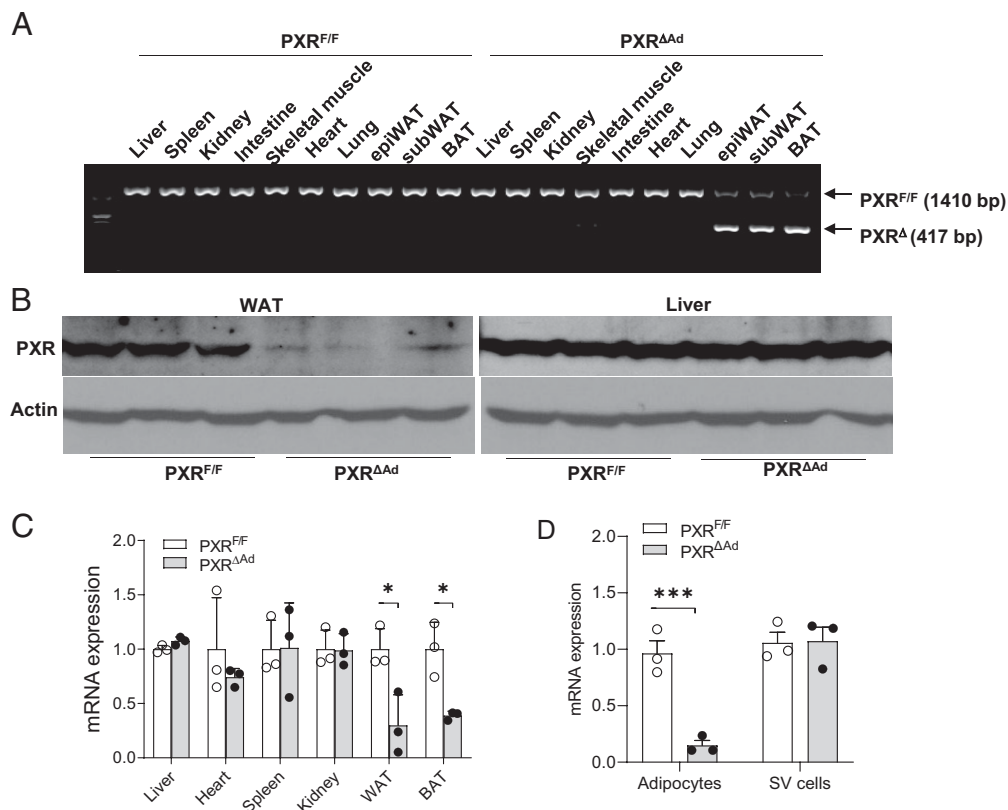 A
PXR^F/F PXR^ΔAd
Liver Spleen Kidney Intestine Skeletal muscle Heart Lung epiWAT subWAT BAT Liver Spleen Kidney Skeletal muscle Intestine Heart Lung epiWAT subWAT BAT
PXR^F/F (1410 bp)
PXR^Δ (417 bp)
B
WAT Liver
PXR
Actin
PXR^F/F PXR^ΔAd PXR^F/F PXR^ΔAd
C
PXR^F/F
PXR^ΔAd
mRNA expression
2.0
1.5
1.0
0.5
0.0
* *
Liver Heart Spleen Kidney WAT BAT
D
PXR^F/F
PXR^ΔAd
mRNA expression
2.0
1.5
1.0
0.5
0.0
***
Adipocytes SV cells